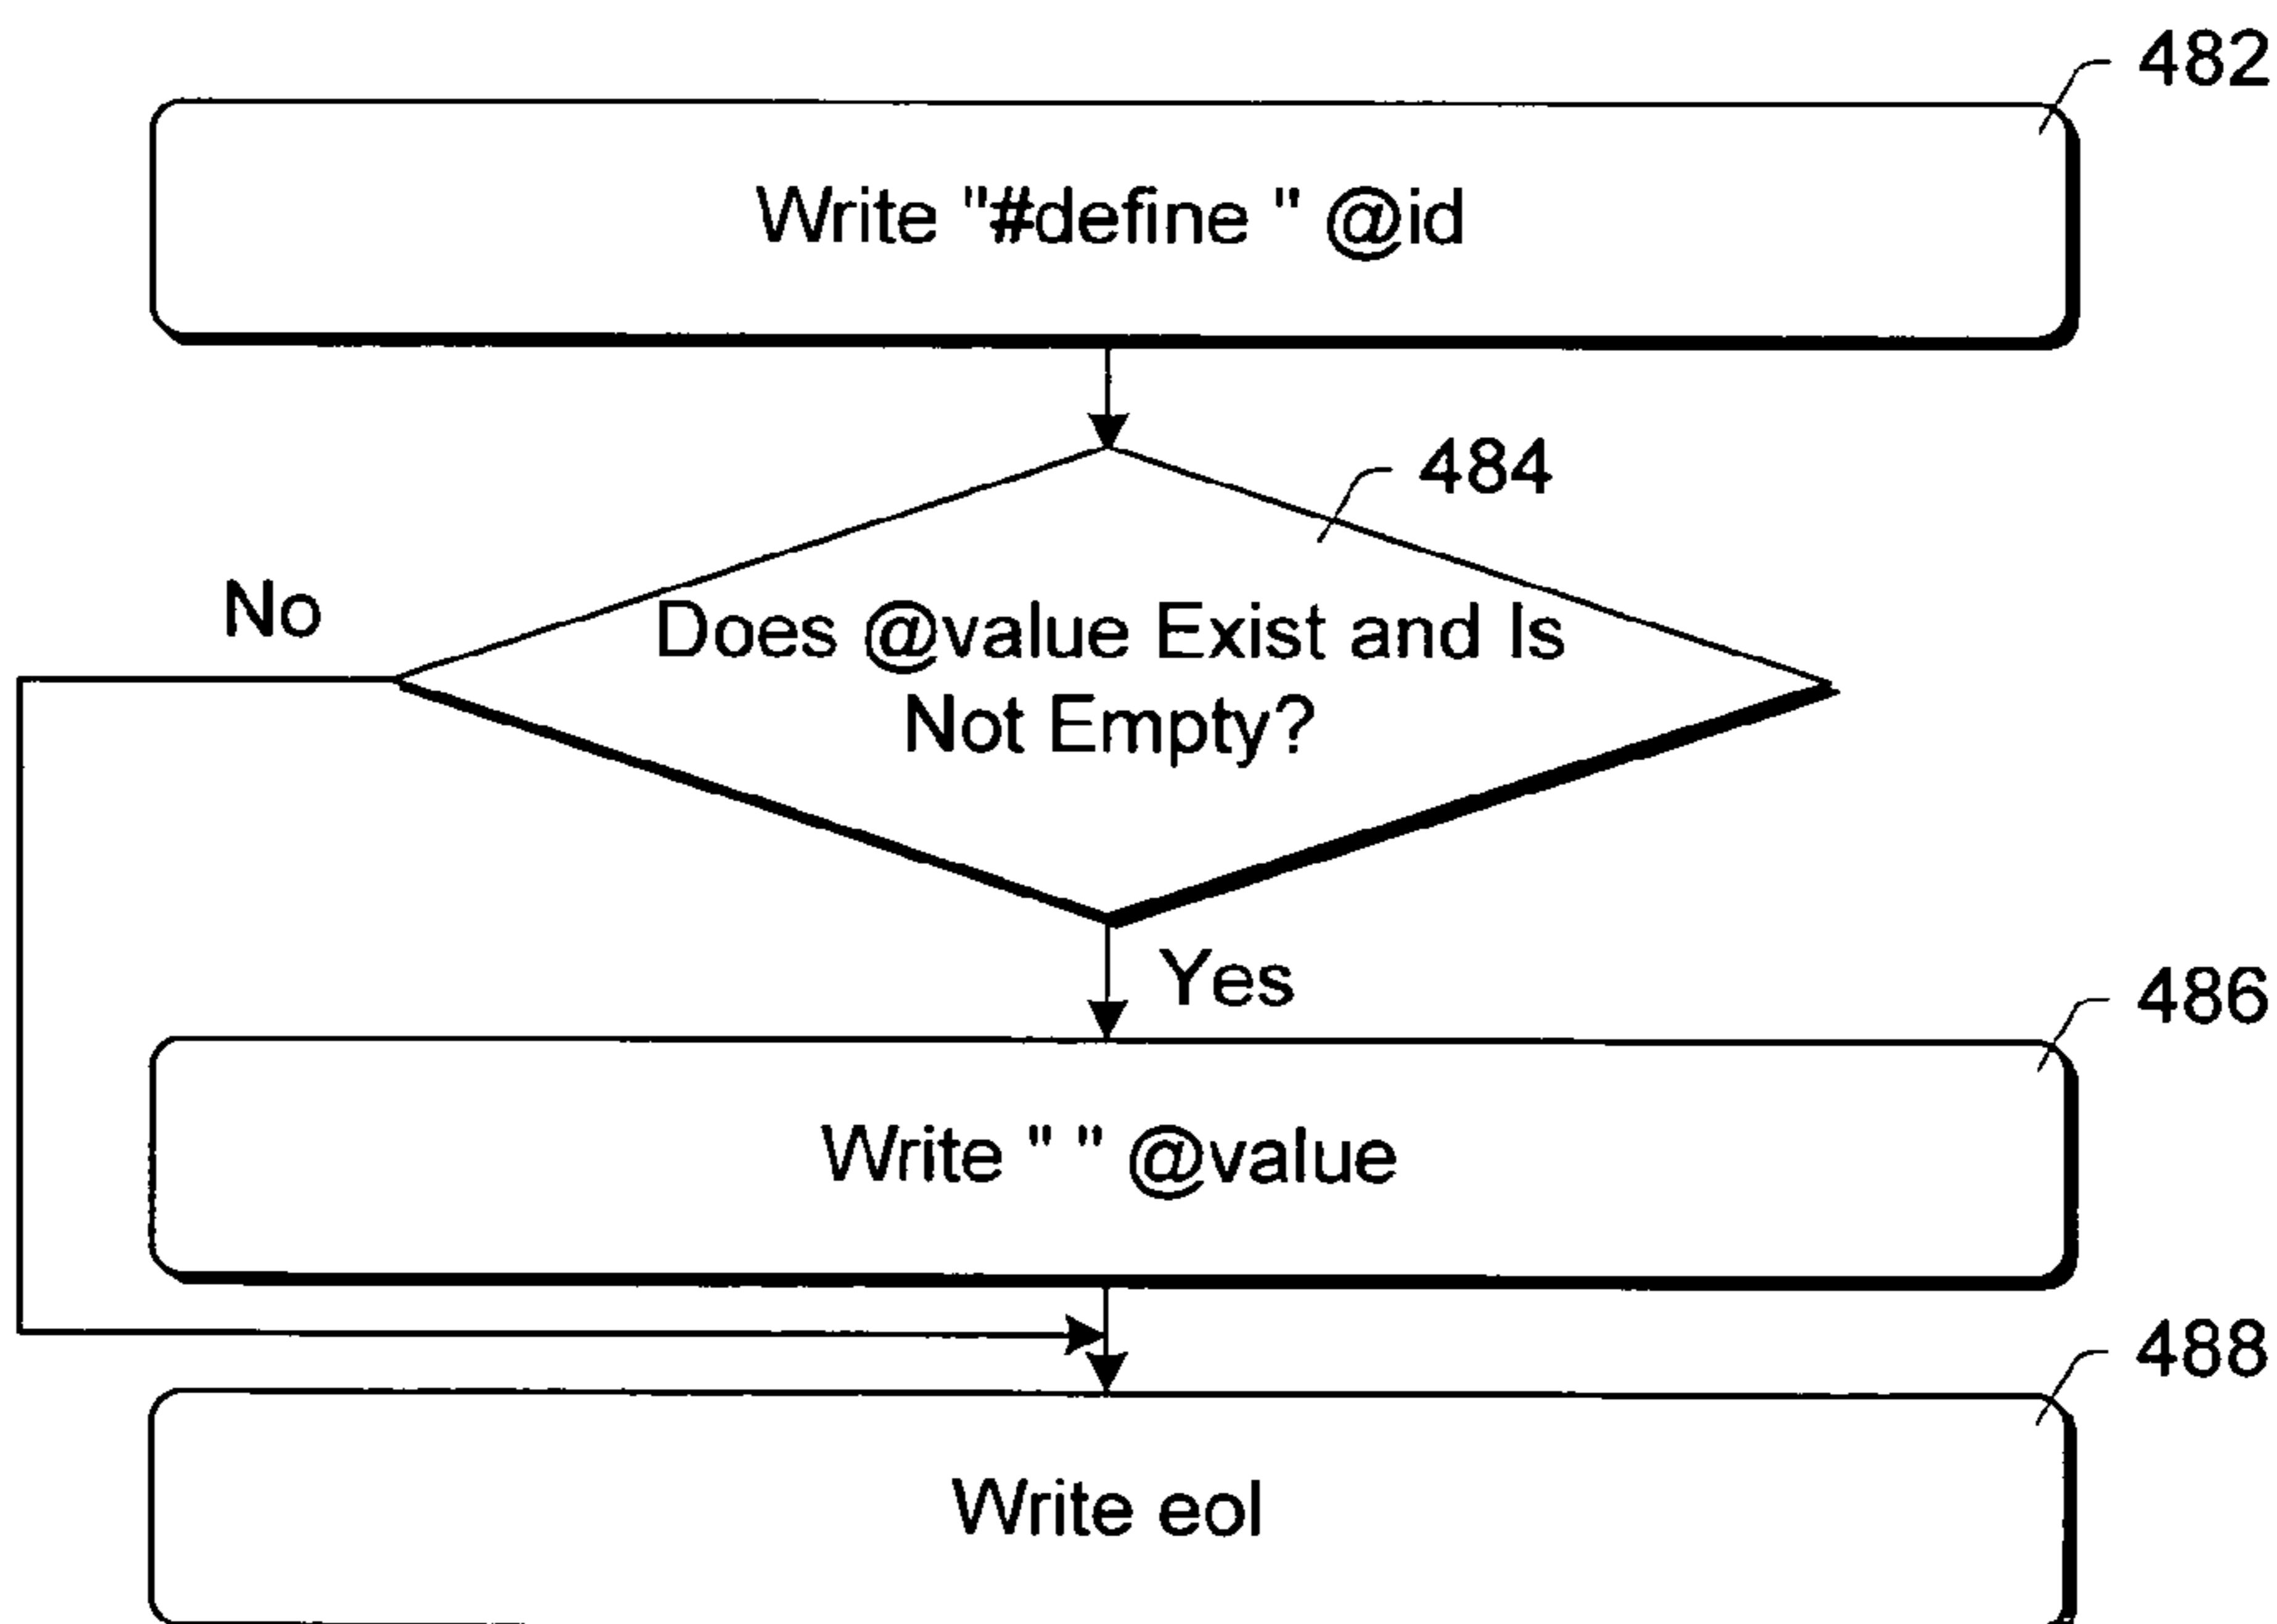 482
Write "#define " @id
484
No
Does @value Exist and Is
Not Empty?
Yes
486
Write " " @value
488
Write eol